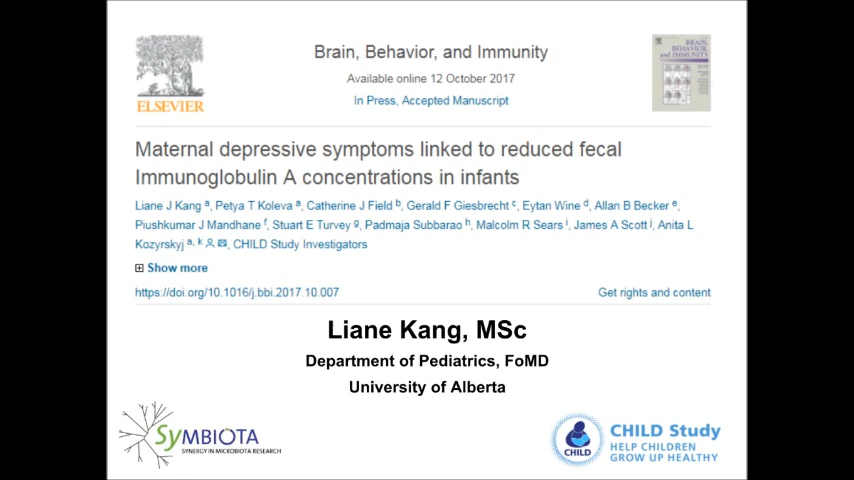 Brain, Behavior, and Immunity
Available online 12 October 2017
In Press, Accepted Manuscript
ELSEVIER
BRAIN,
BEHAVIOR,
and IMMUNITY
Maternal depressive symptoms linked to reduced fecal
Immunoglobulin A concentrations in infants
Liane J Kang a, Petya T Koleva a, Catherine J Field b, Gerald F Giesbrecht c, Eytan Wine d, Allan B Becker e,
Piushkumar J Mandhane f, Stuart E Turvey g, Padmaja Subbarao h, Malcolm R Sears i, James A Scott j, Anita L
Kozyrskyj a, k, CHILD Study Investigators
Show more
https://doi.org/10.1016/j.bbi.2017.10.007 Get rights and content
Liane Kang, MSc
Department of Pediatrics, FoMD
University of Alberta
SyMBIOTA
SYNERGY IN MICROBIOTA RESEARCH
CHILD
CHILD Study
HELP CHILDREN
GROW UP HEALTHY